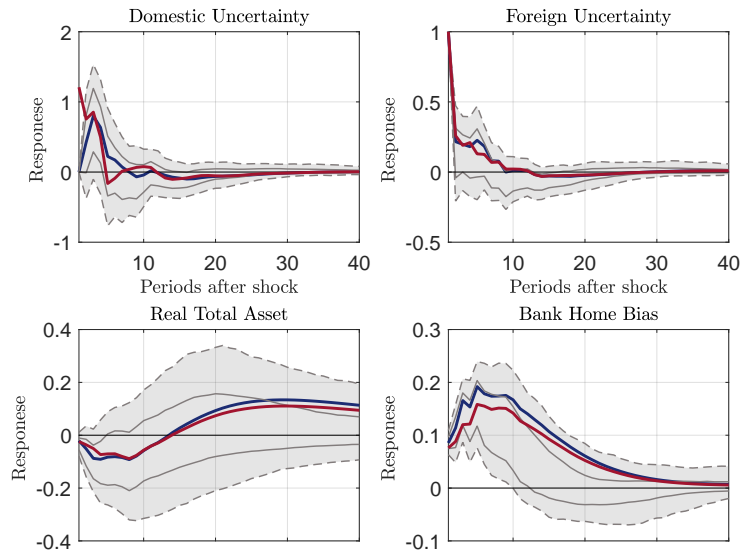 Domestic Uncertainty
Foreign Uncertainty
Responese
2
1
0
-1
10 20 30 40
Periods after shock
Responese
1
0.5
0
-0.5
10 20 30 40
Periods after shock
Real Total Asset
Bank Home Bias
Responese
0.4
0.2
0
-0.2
-0.4
Responese
0.3
0.2
0.1
0
-0.1